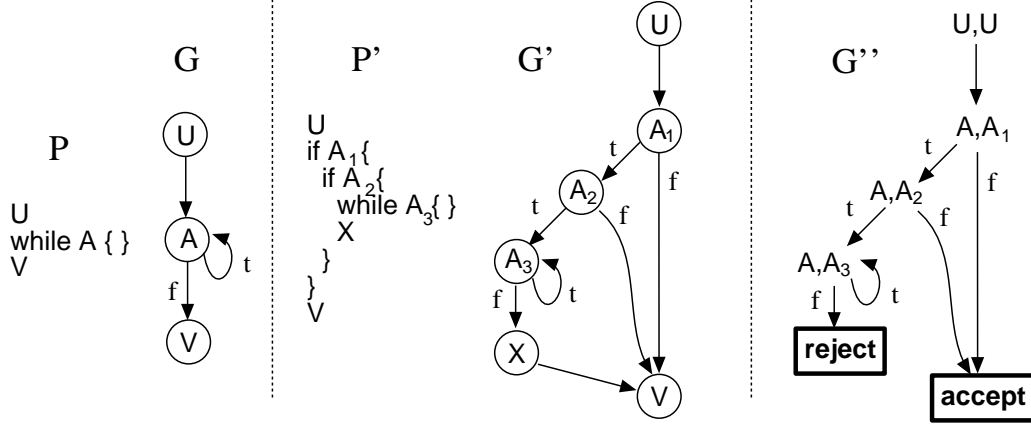 P
U
while A { }
V
G
U
A
t
f
V
P'
U
if A1{
if A2{
while A3{ }
X
}
}
V
G'
U
A1
t
f
A2
t
f
A3
f
t
X
V
G''
U,U
A,A1
t
f
A,A2
t
f
A,A3
f
t
reject
accept